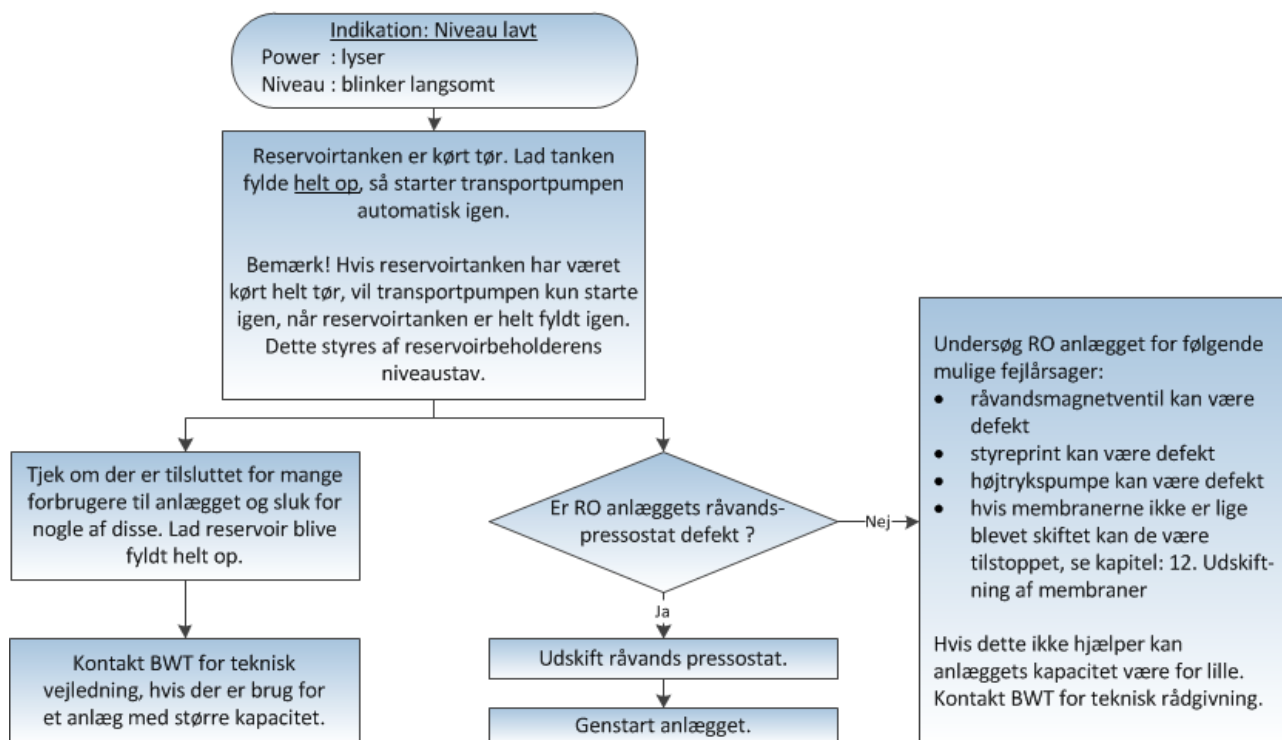 Indikation: Niveau lavt
Power : lyser
Niveau : blinker langsomt
Reservoirtanken er kørt tør. Lad tanken
fylde helt op, så starter transportpumpen
automatisk igen.
Bemærk! Hvis reservoirtanken har været
kørt helt tør, vil transportpumpen kun starte
igen, når reservoirtanken er helt fyldt igen.
Dette styres af reservoirbeholderens
niveaustav.
Tjek om der er tilsluttet for mange
forbrugere til anlægget og sluk for
nogle af disse. Lad reservoir blive
fyldt helt op.
Kontakt BWT for teknisk
vejledning, hvis der er brug for
et anlæg med større kapacitet.
Er RO anlæggets råvands-
pressostat defekt ?
Nej
Ja
Udskift råvands pressostat.
Genstart anlægget.
Undersøg RO anlægget for følgende
mulige fejlårsager:
• råvandsmagnetventil kan være
defekt
• styreprint kan være defekt
• højtrykspumpe kan være defekt
• hvis membranerne ikke er lige
blevet skiftet kan de være
tilstoppet, se kapitel: 12. Udskift-
ning af membraner
Hvis dette ikke hjælper kan
anlæggets kapacitet være for lille.
Kontakt BWT for teknisk rådgivning.